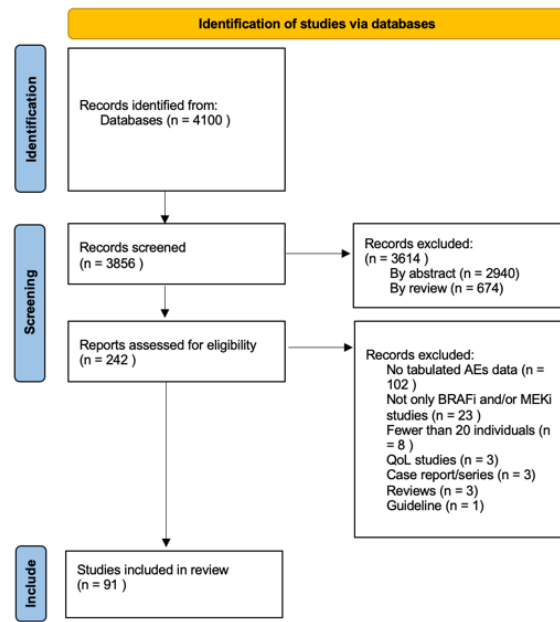 Identification of studies via databases
Identification
Records identified from:
Databases (n = 4100 )
Screening
Records screened
(n = 3856 )
Records excluded:
(n = 3614 )
By abstract (n = 2940)
By review (n = 674)
Reports assessed for eligibility
(n = 242 )
Records excluded:
No tabulated AEs data (n =
102 )
Not only BRAFi and/or MEKi
studies (n = 23 )
Fewer than 20 individuals (n
= 8 )
QoL studies (n = 3)
Case report/series (n = 3)
Reviews (n = 3)
Guideline (n = 1)
Include
Studies included in review
(n = 91 )